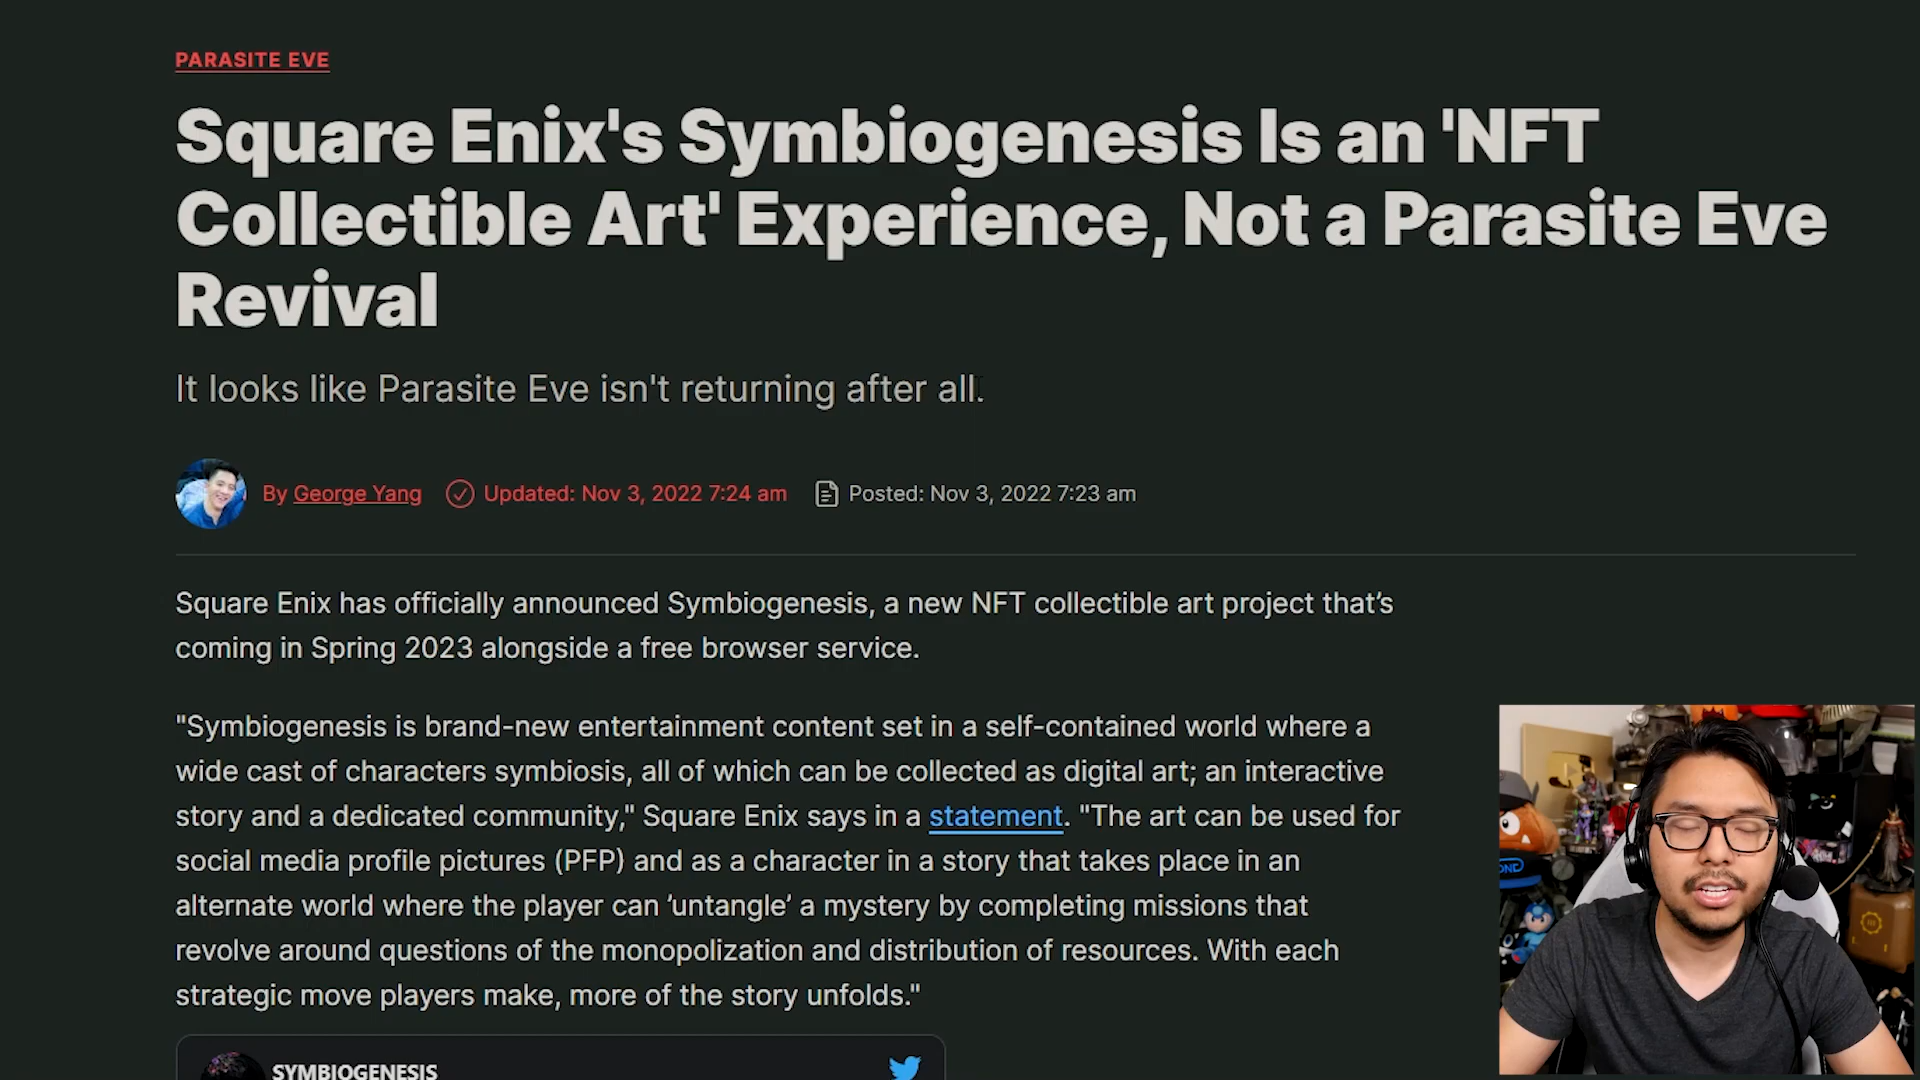 PARASITE EVE
Square Enix's Symbiogenesis Is an 'NFT
Collectible Art' Experience, Not a Parasite Eve
Revival
It looks like Parasite Eve isn't returning after all.
By George Yang Updated: Nov 3, 2022 7:24 am Posted: Nov 3, 2022 7:23 am
Square Enix has officially announced Symbiogenesis, a new NFT collectible art project that’s
coming in Spring 2023 alongside a free browser service.
"Symbiogenesis is brand-new entertainment content set in a self-contained world where a
wide cast of characters symbiosis, all of which can be collected as digital art; an interactive
story and a dedicated community," Square Enix says in a statement. "The art can be used for
social media profile pictures (PFP) and as a character in a story that takes place in an
alternate world where the player can ’untangle’ a mystery by completing missions that
revolve around questions of the monopolization and distribution of resources. With each
strategic move players make, more of the story unfolds."
SYMBIOGENESIS